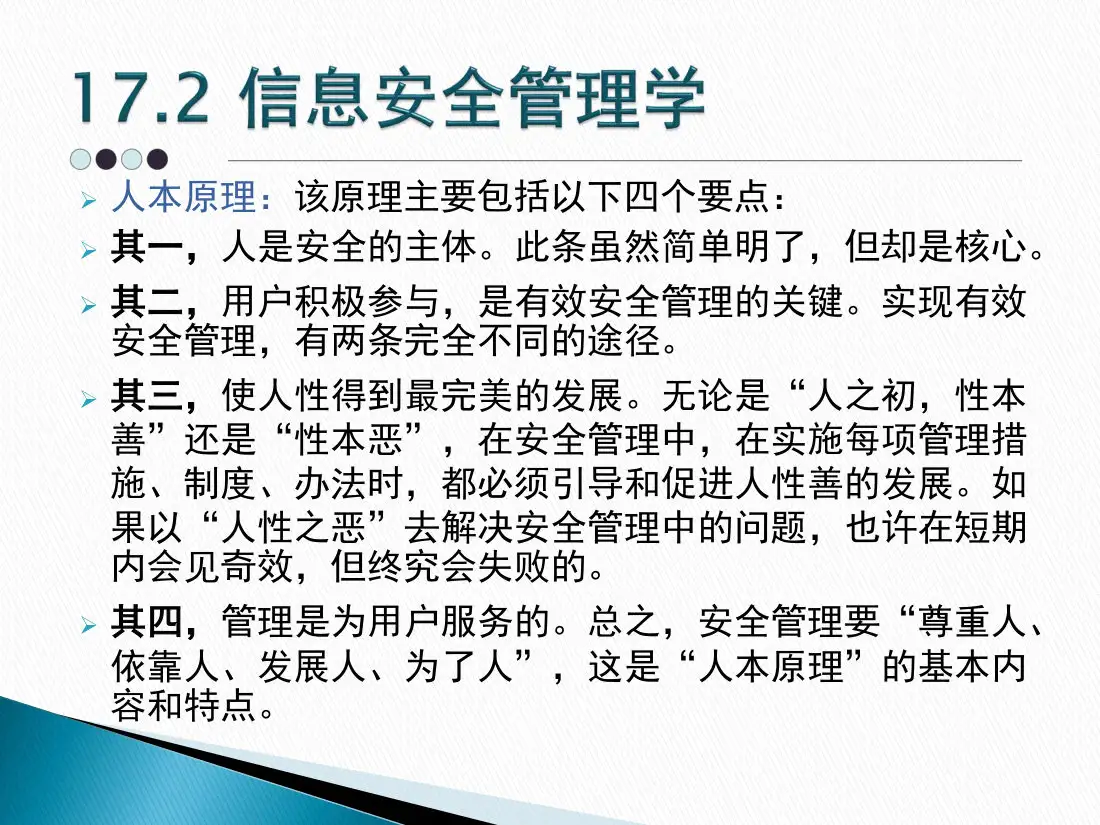 17.2 信息安全管理学
人本原理：该原理主要包括以下四个要点：
其一，人是安全的主体。此条虽然简单明了，但却是核心。
其二，用户积极参与，是有效安全管理的关键。实现有效
安全管理，有两条完全不同的途径。
其三，使人性得到最完美的发展。无论是“人之初，性本
善”还是“性本恶”，在安全管理中，在实施每项管理措
施、制度、办法时，都必须引导和促进人性善的发展。如
果以“人性之恶”去解决安全管理中的问题，也许在短期
内会见奇效，但终究会失败的。
其四，管理是为用户服务的。总之，安全管理要“尊重人、
依靠人、发展人、为了人”，这是“人本原理”的基本内
容和特点。